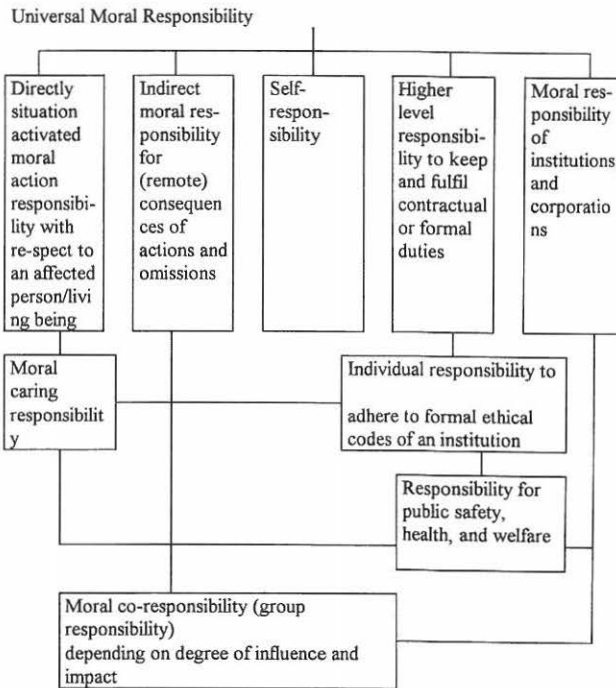 Universal Moral Responsibility
Directly
situation
activated
moral
action
responsibi-
lity with
re-spect to
an affected
person/livi
ng being
Indirect
moral res-
ponsibility
for
(remote)
consequen
ces of
actions and
omissions
Self-
respon-
sibility
Higher
level
responsibi-
lity to keep
and fulfil
contractual
or formal
duties
Moral res-
ponsibility
of
institutions
and
corporatio
ns
Moral
caring
responsibilit
y
Individual responsibility to
adhere to formal ethical
codes of an institution
Responsibility for
public safety,
health, and welfare
Moral co-responsibility (group
responsibility)
depending on degree of influence and
impact